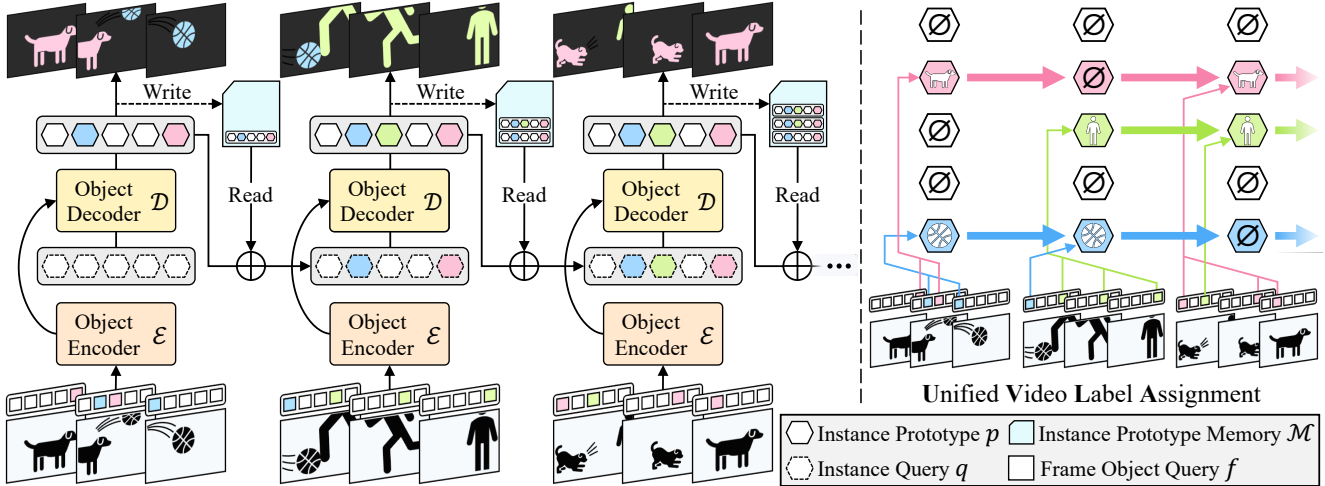 Write
Write
Write
Object
Decoder 𝒟
Object
Decoder 𝒟
Object
Decoder 𝒟
Read
Read
Read
Object
Encoder ℰ
Object
Encoder ℰ
Object
Encoder ℰ
...
∅ ∅ ∅
∅
∅
∅ ∅ ∅
∅
Unified Video Label Assignment
Instance Prototype p
Instance Prototype Memory ℳ
Instance Query q
Frame Object Query f